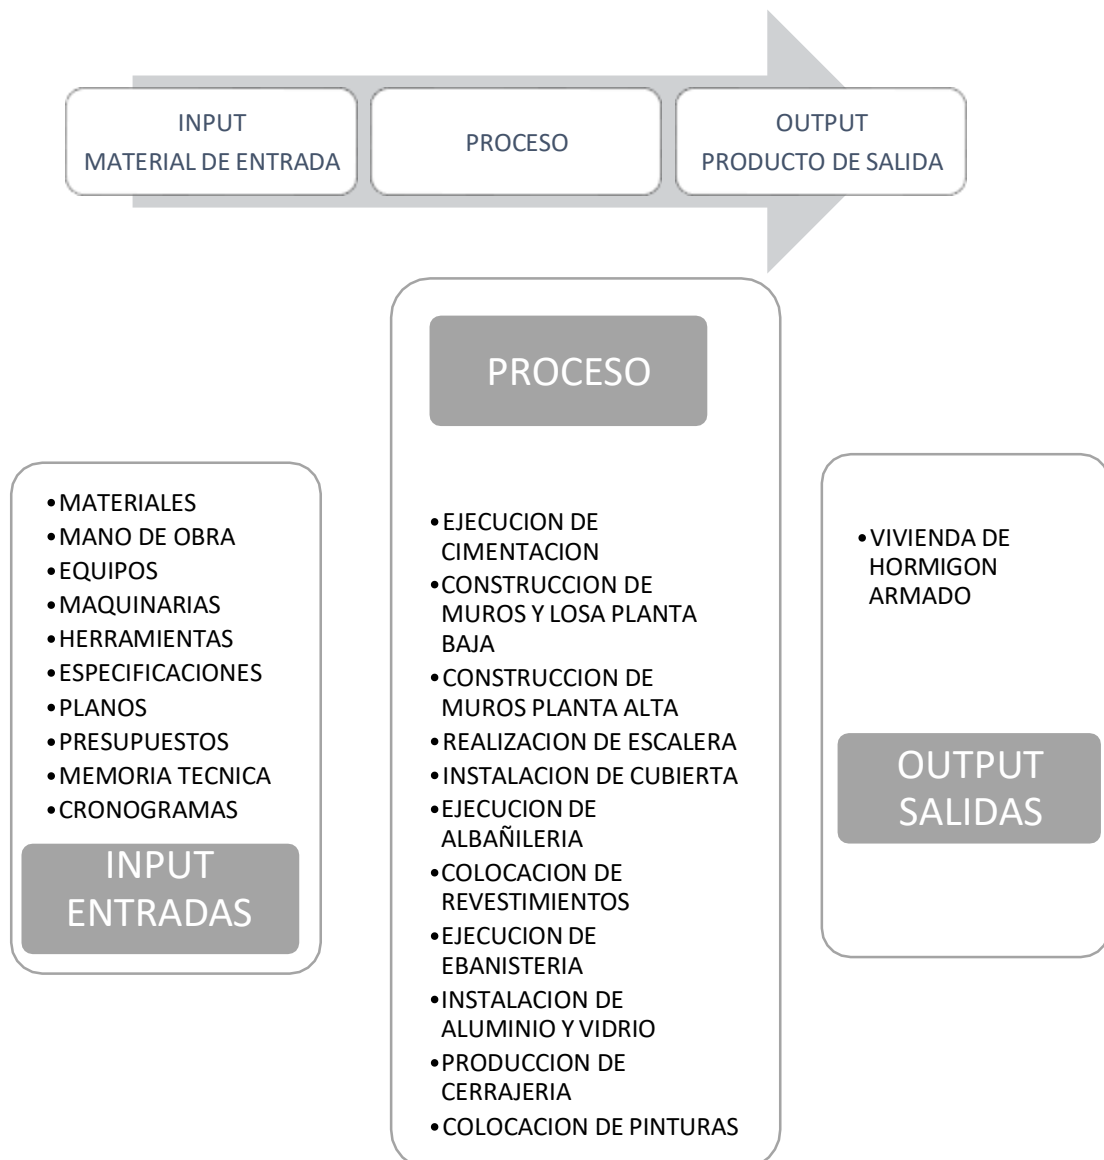 INPUT
MATERIAL DE ENTRADA
PROCESO
OUTPUT
PRODUCTO DE SALIDA
•MATERIALES
•MANO DE OBRA
•EQUIPOS
•MAQUINARIAS
•HERRAMIENTAS
•ESPECIFICACIONES
•PLANOS
•PRESUPUESTOS
•MEMORIA TECNICA
•CRONOGRAMAS
INPUT
ENTRADAS
PROCESO
•EJECUCION DE
CIMENTACION
•CONSTRUCCION DE
MUROS Y LOSA PLANTA
BAJA
•CONSTRUCCION DE
MUROS PLANTA ALTA
•REALIZACION DE ESCALERA
•INSTALACION DE CUBIERTA
•EJECUCION DE
ALBAÑILERIA
•COLOCACION DE
REVESTIMIENTOS
•EJECUCION DE
EBANISTERIA
•INSTALACION DE
ALUMINIO Y VIDRIO
•PRODUCCION DE
CERRAJERIA
•COLOCACION DE PINTURAS
•VIVIENDA DE
HORMIGON
ARMADO
OUTPUT
SALIDAS